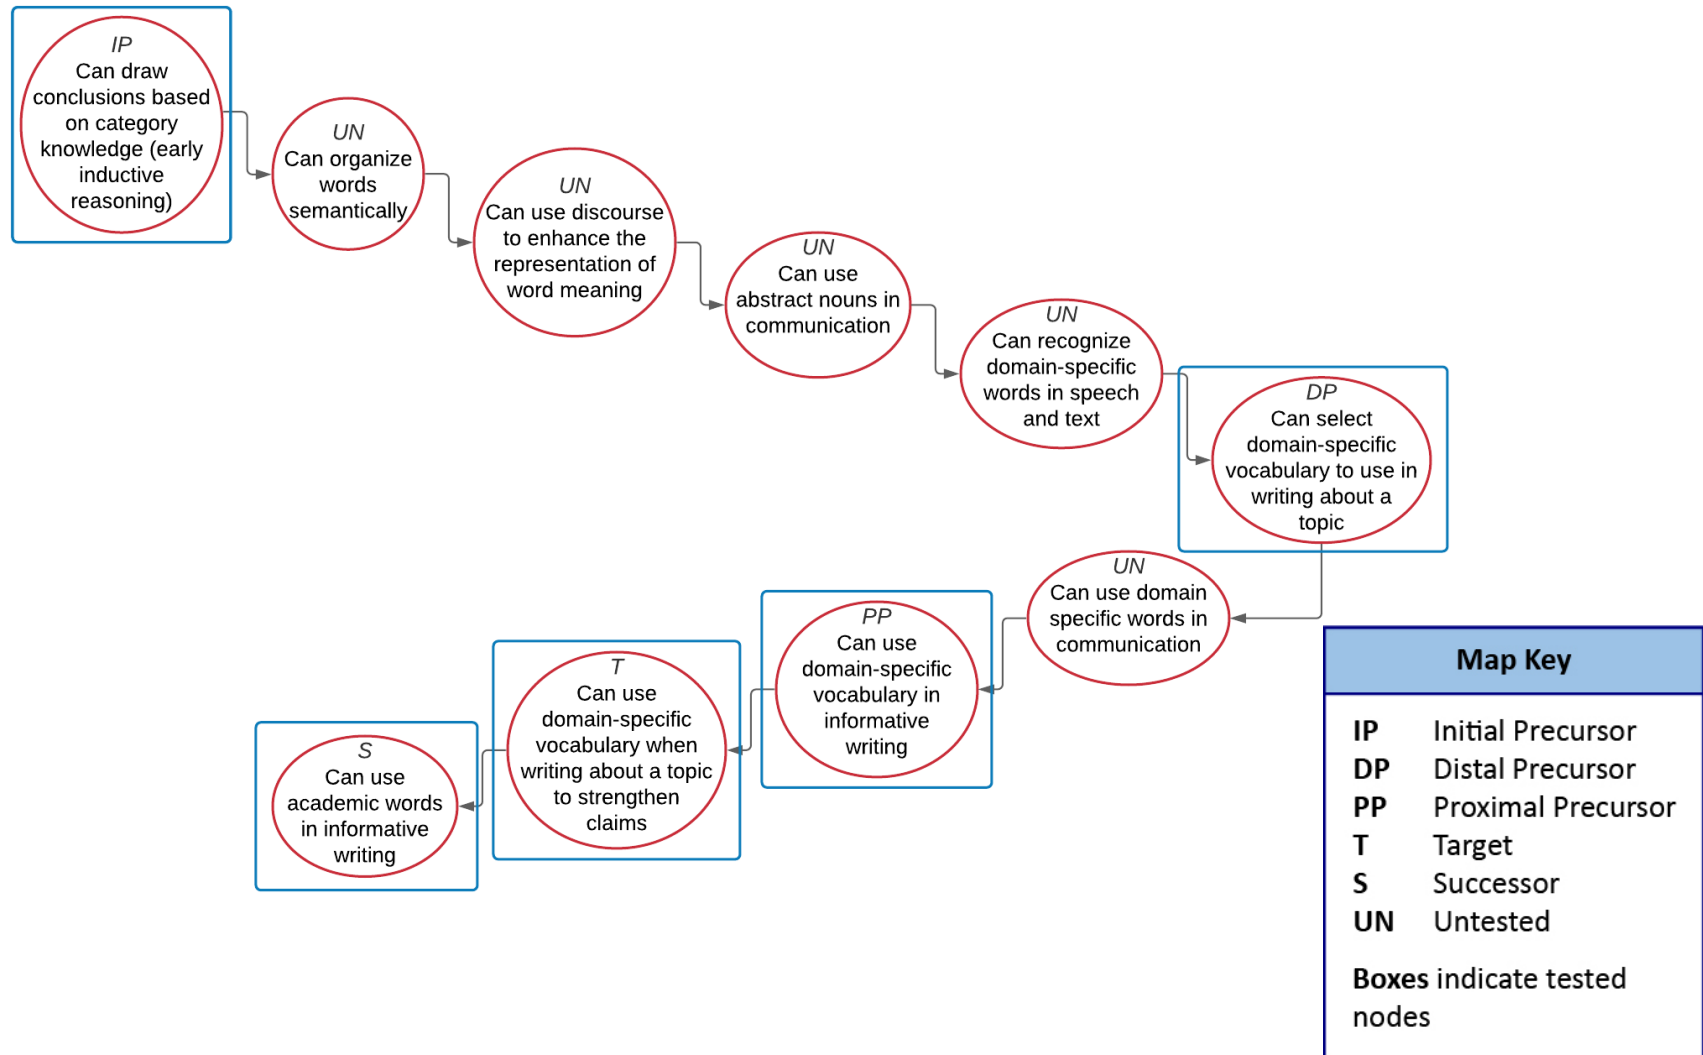 IP
Can draw
conclusions based
on category
knowledge (early
inductive
reasoning)
UN
Can organize
words
semantically
UN
Can use discourse
to enhance the
representation of
word meaning
UN
Can use
abstract nouns in
communication
UN
Can recognize
domain-specific
words in speech
and text
DP
Can select
domain-specific
vocabulary to use in
writing about a
topic
UN
Can use domain
specific words in
communication
PP
Can use
domain-specific
vocabulary in
informative
writing
T
Can use
domain-specific
vocabulary when
writing about a topic
to strengthen
claims
S
Can use
academic words
in informative
writing
Map Key
IP Initial Precursor
DP Distal Precursor
PP Proximal Precursor
T Target
S Successor
UN Untested
Boxes indicate tested
nodes